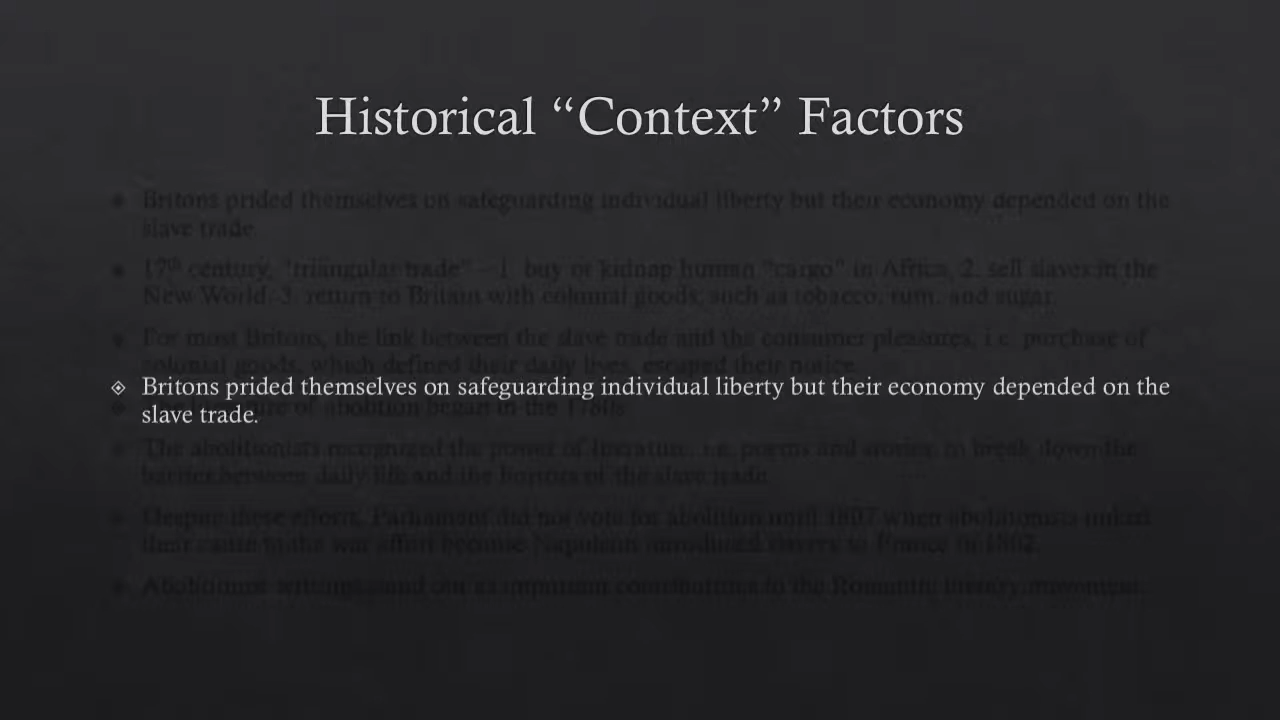 Historical “Context” Factors
Britons prided themselves on safeguarding individual liberty but their economy depended on the
slave trade.
17th century, "triangular trade" – 1. buy or kidnap human "cargo" in Africa, 2. sell slaves in the
New World, 3. return to Britain with colonial goods, such as tobacco, rum, and sugar.
For most Britons, the link between the slave trade and the consumer pleasures, i.e. purchase of
colonial goods, which defined their daily lives, escaped their notice.
Britons prided themselves on safeguarding individual liberty but their economy depended on the
slave trade.
of abolition began in the 1780s
The abolitionists recognized the power of literature, i.e. poems and stories, to break down the
barrier between daily life and the horrors of the slave trade.
Despite these efforts, Parliament did not vote for abolition until 1807 when abolitionists linked
their cause to the war effort because Napoleon introduced slavery to France in 1802.
Abolitionist writings stand out as important contributions to the Romantic literary movement.